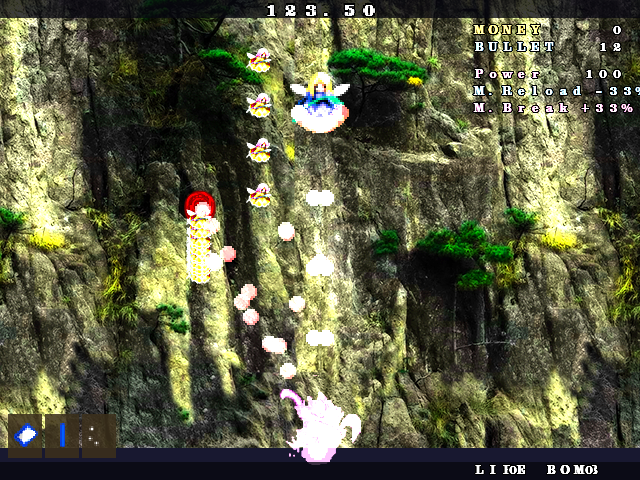 123.50
MONEY 0
BULLET 12
Power 100
M.Reload -33%
M.Break +33%